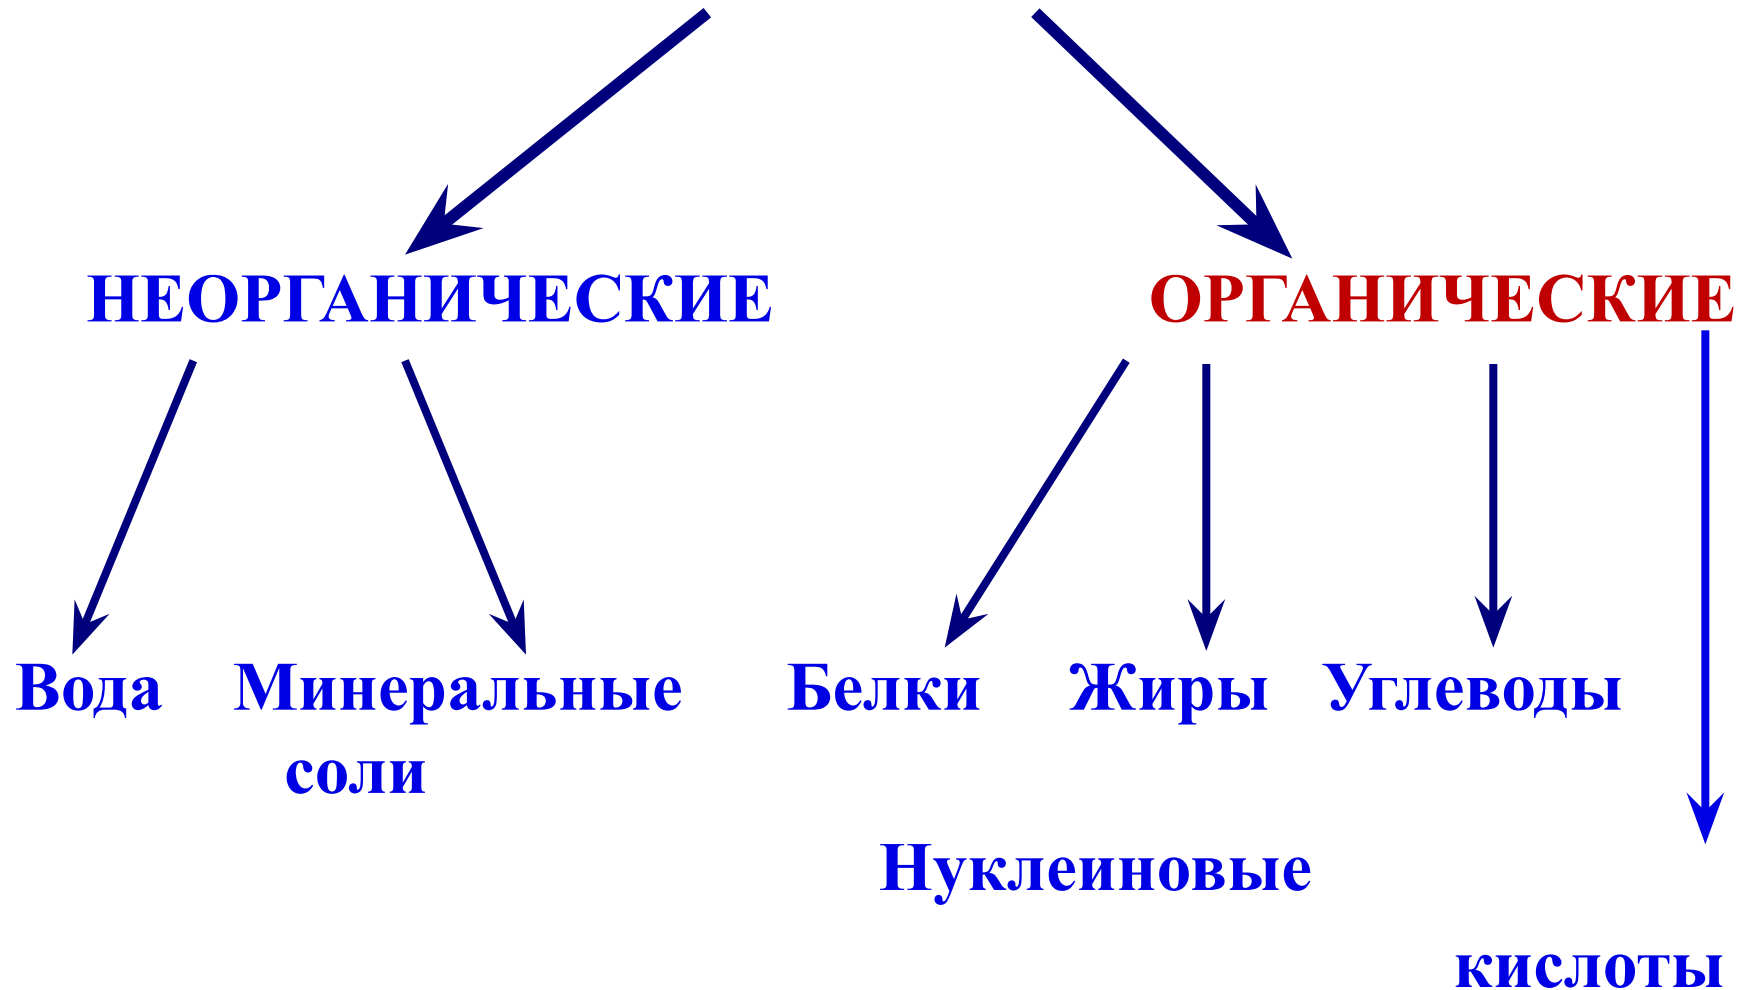 НЕОРГАНИЧЕСКИЕ ОРГАНИЧЕСКИЕ
Вода Минеральные Белки Жиры Углеводы
соли
Нуклеиновые
кислоты